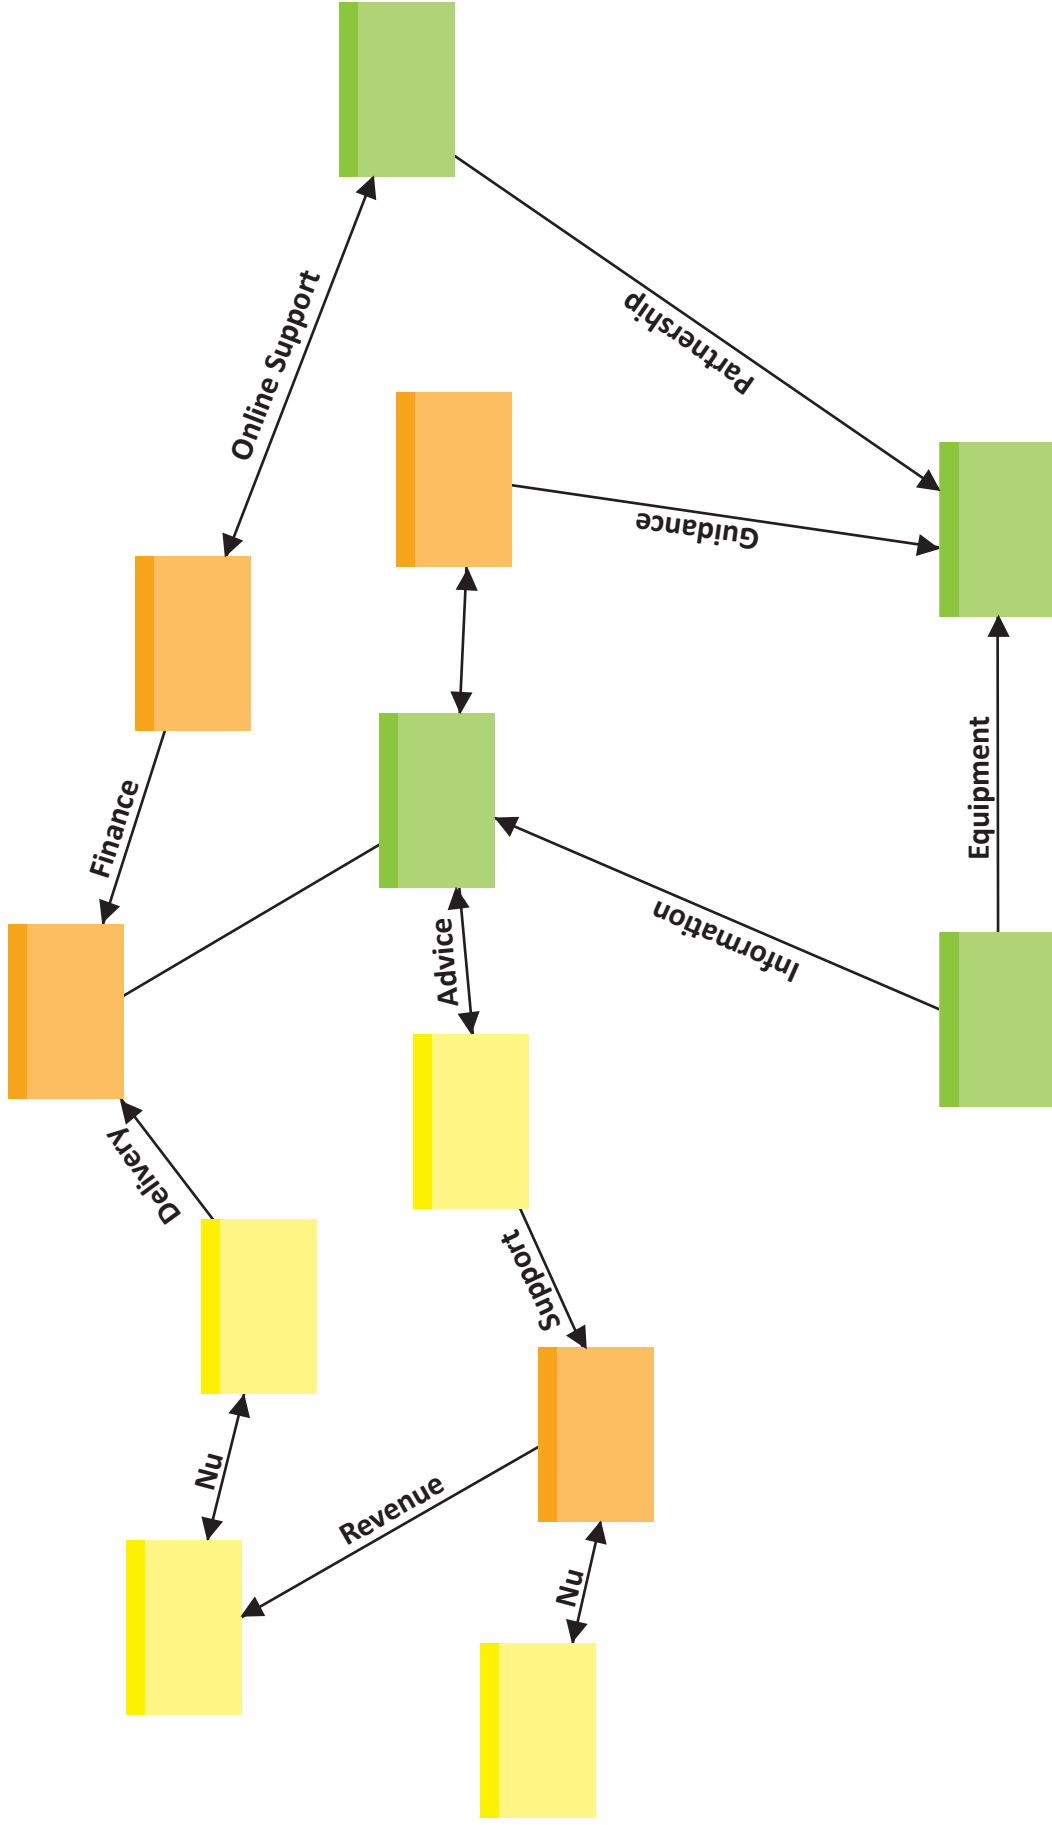 Online Support
Partnership
Guidance
Finance
Equipment
Advice
Information
Delivery
Support
Nu
Revenue
Nu